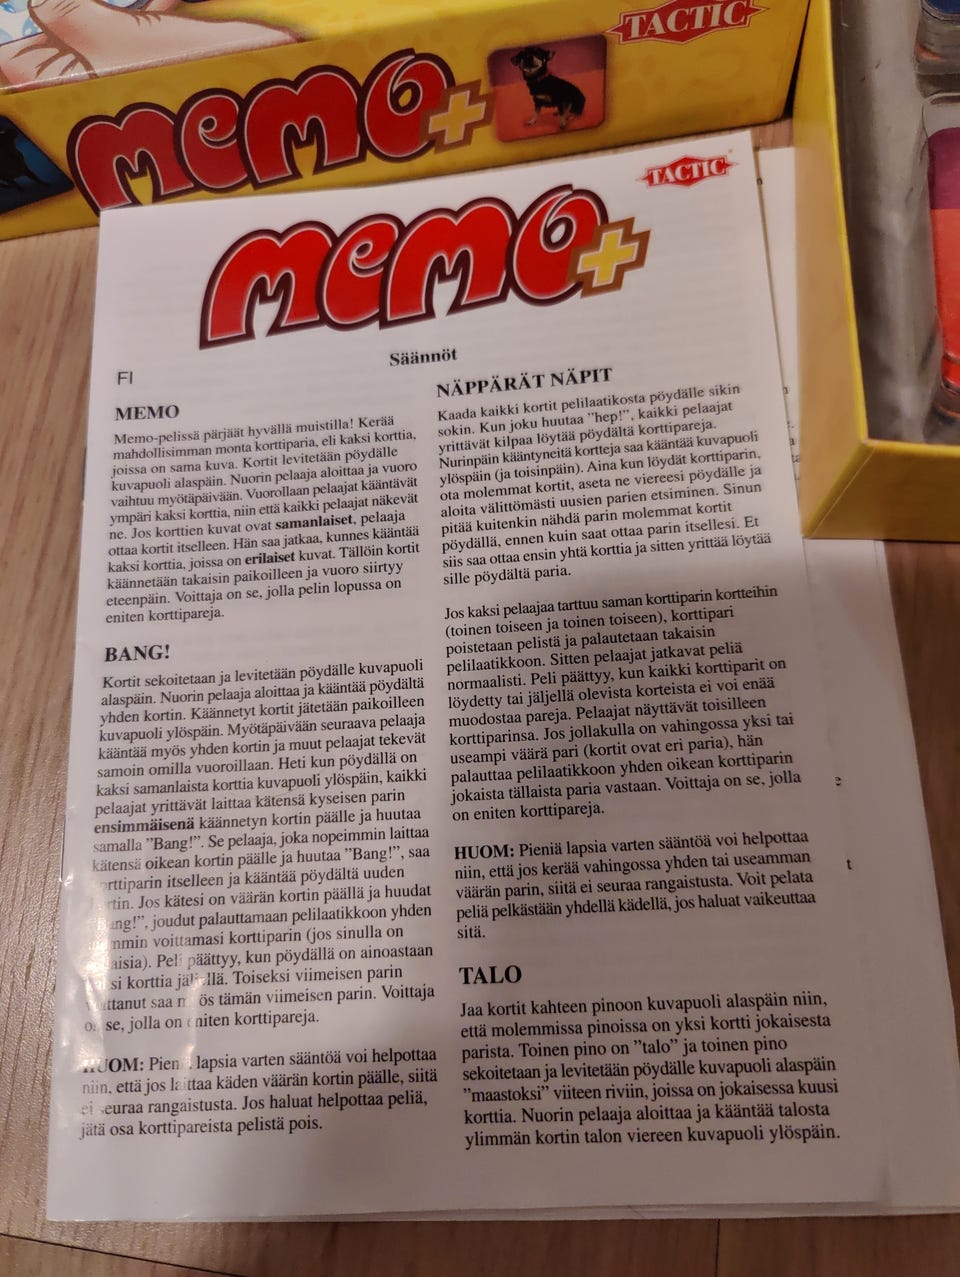 TACTIC
MEMO+
TACTIC
MEMO+
Säännöt
FI
MEMO
Memo-pelissä pärjäät hyvällä muistilla! Kerää
mahdollisimman monta korttiparia, eli kaksi korttia,
joissa on sama kuva. Kortit levitetään pöydälle
kuvapuoli alaspäin. Nuorin pelaaja aloittaa ja vuoro
vaihtuu myötäpäivään. Vuorollaan pelaajat kääntävät
ympäri kaksi korttia, niin että kaikki pelaajat näkevät
ne. Jos korttien kuvat ovat samanlaiset, pelaaja
ottaa kortit itselleen. Hän saa jatkaa, kunnes kääntää
kaksi korttia, joissa on erilaiset kuvat. Tällöin kortit
käännetään takaisin paikoilleen ja vuoro siirtyy
eteenpäin. Voittaja on se, jolla pelin lopussa on
eniten korttipareja.
BANG!
Kortit sekoitetaan ja levitetään pöydälle kuvapuoli
alaspäin. Nuorin pelaaja aloittaa ja kääntää pöydältä
yhden kortin. Käännetyt kortit jätetään paikoilleen
kuvapuoli ylöspäin. Myötäpäivään seuraava pelaaja
kääntää myös yhden kortin ja muut pelaajat tekevät
samoin omilla vuoroillaan. Heti kun pöydällä on
kaksi samanlaista korttia kuvapuoli ylöspäin, kaikki
pelaajat yrittävät laittaa kätensä kyseisen parin
ensimmäisenä käännetyn kortin päälle ja huutaa
samalla "Bang!". Se pelaaja, joka nopeimmin laittaa
kätensä oikean kortin päälle ja huutaa "Bang!", saa
korttiparin itselleen ja kääntää pöydältä uuden
kortin. Jos kätesi on väärän kortin päällä ja huudat
"Bang!", joudut palauttamaan pelilaatikkoon yhden
voittamasi korttiparin (jos sinulla on
Peli päättyy, kun pöydällä on ainoastaan
kaksi korttia jäljellä. Toiseksi viimeisen parin
voittanut saa myös tämän viimeisen parin. Voittaja
on se, jolla on eniten korttipareja.
HUOM: Pieniä lapsia varten sääntöä voi helpottaa
niin, että jos laittaa käden väärän kortin päälle, siitä
ei seuraa rangaistusta. Jos haluat helpottaa peliä,
jätä osa korttipareista pelistä pois.
NÄPPÄRÄT NÄPIT
Kaada kaikki kortit pelilaatikosta pöydälle sikin
sokin. Kun joku huutaa "hep!", kaikki pelaajat
yrittävät kilpaa löytää pöydältä korttipareja.
Nurinpäin kääntyneitä kortteja saa kääntää kuvapuoli
ylöspäin (ja toisinpäin). Aina kun löydät korttiparin,
ota molemmat kortit, aseta ne viereesi pöydälle ja
aloita välittömästi uusien parien etsiminen. Sinun
pitää kuitenkin nähdä parin molemmat kortit
pöydällä, ennen kuin saat ottaa parin itsellesi. Et
siis saa ottaa ensin yhtä korttia ja sitten yrittää löytää
sille pöydältä paria.
Jos kaksi pelaajaa tarttuu saman korttiparin kortteihin
(toinen toiseen ja toinen toiseen), korttipari
poistetaan pelistä ja palautetaan takaisin
pelilaatikkoon. Sitten pelaajat jatkavat peliä
normaalisti. Peli päättyy, kun kaikki korttiparit on
löydetty tai jäljellä olevista korteista ei voi enää
muodostaa pareja. Pelaajat näyttävät toisilleen
korttiparinsa. Jos jollakulla on vahingossa yksi tai
useampi väärä pari (kortit ovat eri paria), hän
palauttaa pelilaatikkoon yhden oikean korttiparin
jokaista tällaista paria vastaan. Voittaja on se, jolla
on eniten korttipareja.
HUOM: Pieniä lapsia varten sääntöä voi helpottaa
niin, että jos kerää vahingossa yhden tai useamman
väärän parin, siitä ei seuraa rangaistusta. Voit pelata
peliä pelkästään yhdellä kädellä, jos haluat vaikeuttaa
sitä.
TALO
Jaa kortit kahteen pinoon kuvapuoli alaspäin niin,
että molemmissa pinoissa on yksi kortti jokaisesta
parista. Toinen pino on "talo" ja toinen pino
sekoitetaan ja levitetään pöydälle kuvapuoli alaspäin
"maastoksi" viiteen riviin, joissa on jokaisessa kuusi
korttia. Nuorin pelaaja aloittaa ja kääntää talosta
ylimmän kortin talon viereen kuvapuoli ylöspäin.